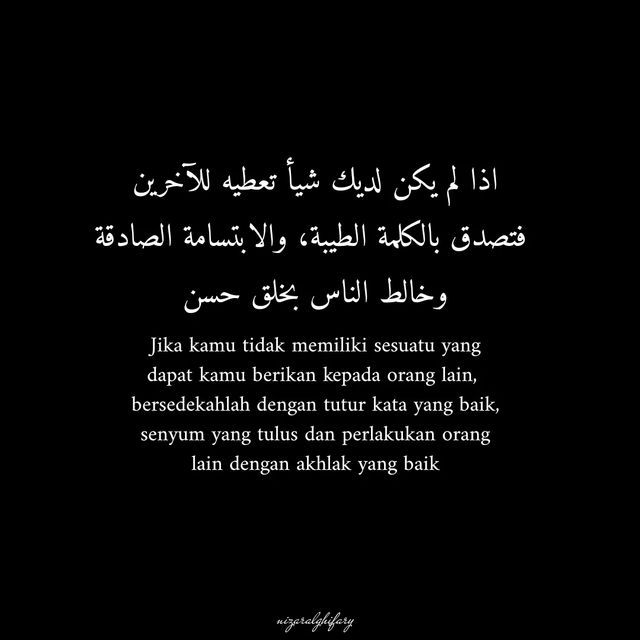 اذا لم يكن لديك شيأ تعطيه للآخرين
فتصدق بالكلمة الطيبة، والابتسامة الصادقة
وخالط الناس بخلق حسن
Jika kamu tidak memiliki sesuatu yang
dapat kamu berikan kepada orang lain,
bersedekahlah dengan tutur kata yang baik,
senyum yang tulus dan perlakukan orang
lain dengan akhlak yang baik
nizaralghifary